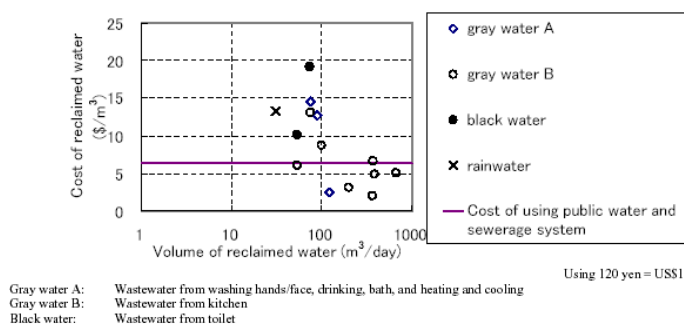 Cost of reclaimed water
($/m³)
25
20
15
10
5
0
1
10
100
1000
Volume of reclaimed water (m³/day)
gray water A
gray water B
black water
rainwater
Cost of using public water and
sewerage system
Using 120 yen = US$1
Gray water A: Wastewater from washing hands/face, drinking, bath, and heating and cooling
Gray water B: Wastewater from kitchen
Black water: Wastewater from toilet